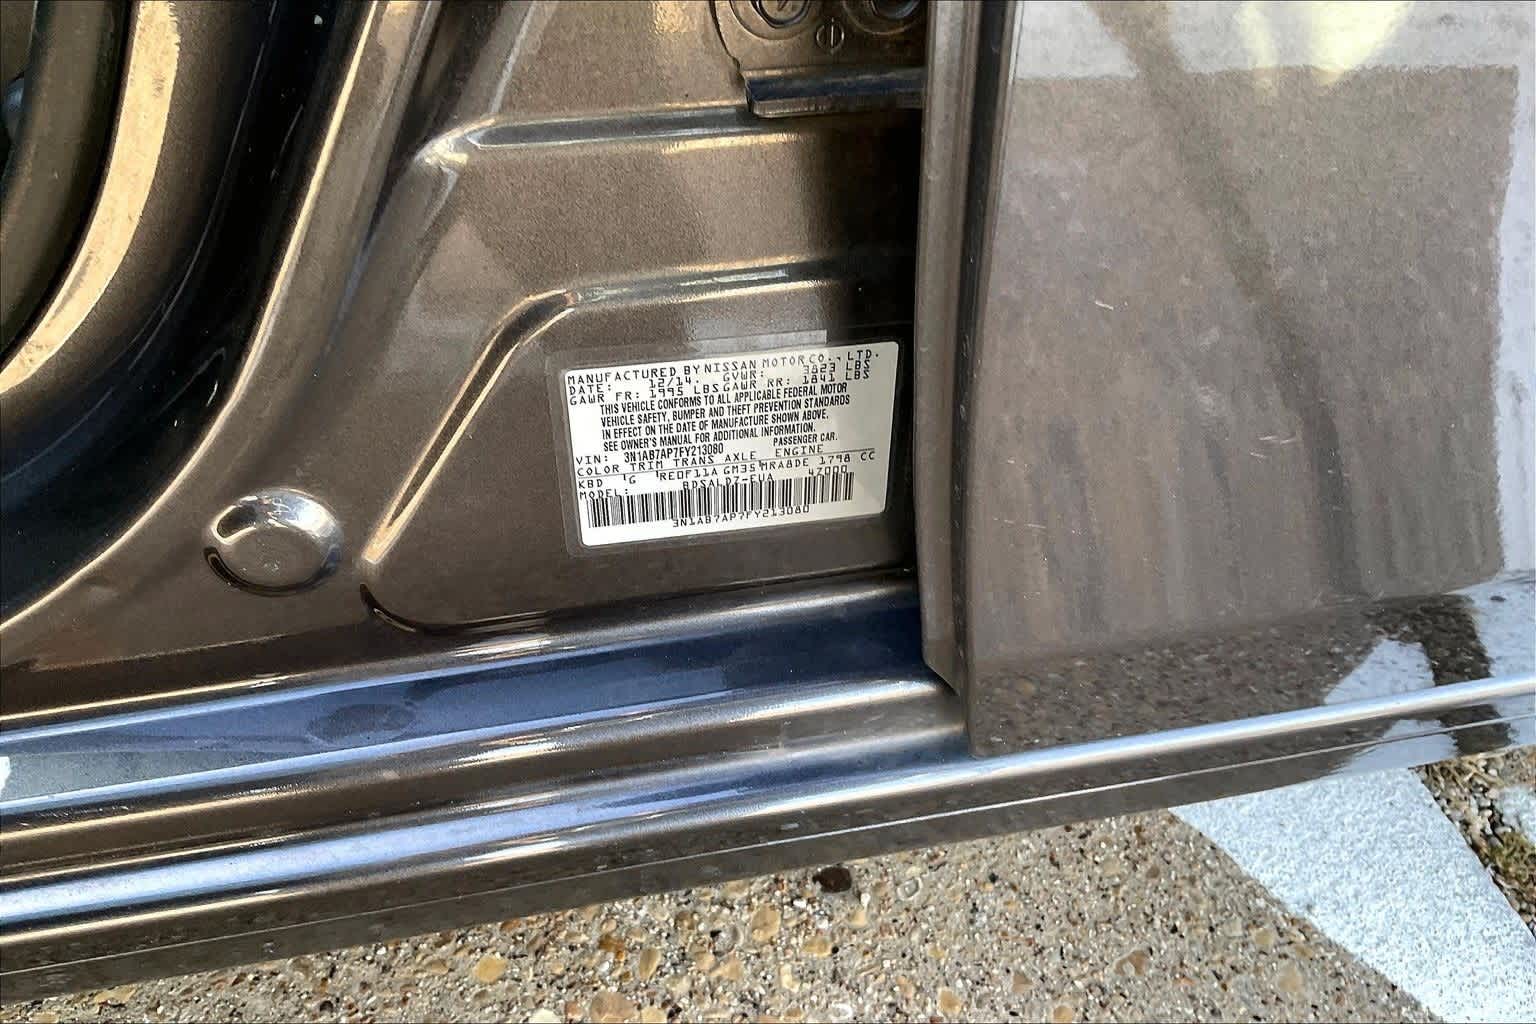 MANUFACTURED BY NISSAN MOTOR CO., LTD.
DATE: 12/14. GVWR: 3823 LBS
GAWR FR: 1995 LBS GAWR RR: 1841 LBS
THIS VEHICLE CONFORMS TO ALL APPLICABLE FEDERAL MOTOR
VEHICLE SAFETY, BUMPER AND THEFT PREVENTION STANDARDS
IN EFFECT ON THE DATE OF MANUFACTURE SHOWN ABOVE.
SEE OWNER'S MANUAL FOR ADDITIONAL INFORMATION.
VIN: 3N1AB7AP7FY213080 PASSENGER CAR.
COLOR TRIM TRANS AXLE ENGINE
KBD G RE0F11A GM35 MRA8DE 1798 CC
MODEL: BDSALDZ-EUA 4Z000
3N1AB7AP7FY213080